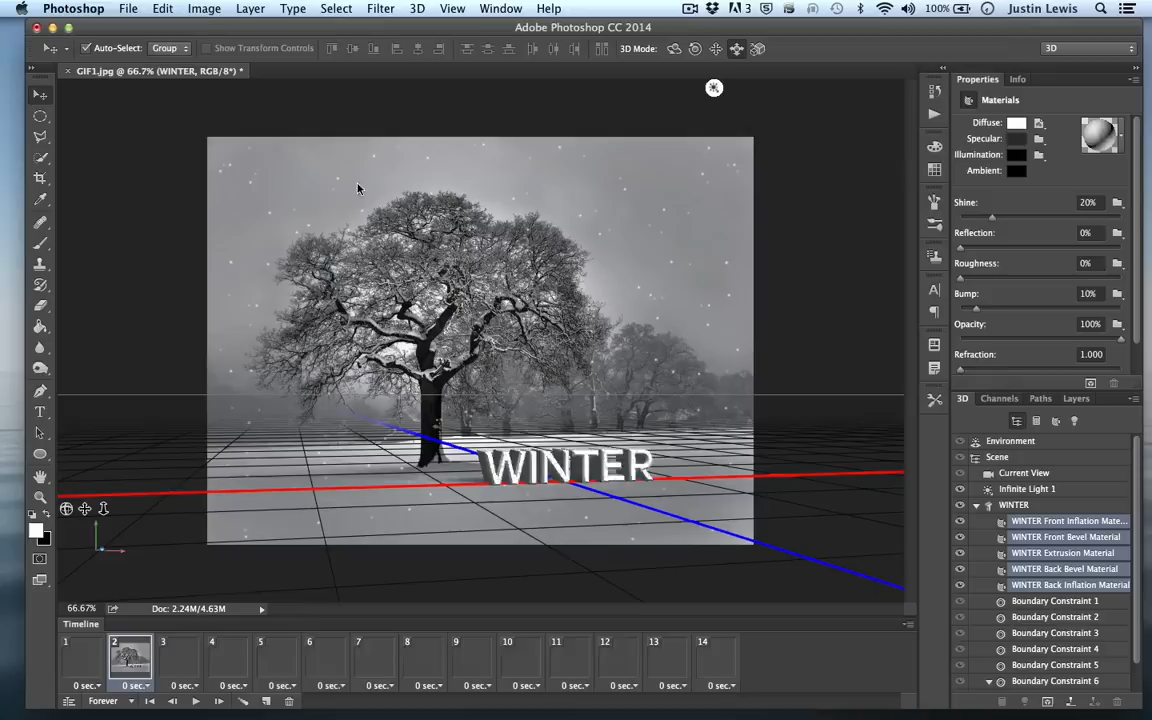 Photoshop File Edit Image Layer Type Select Filter 3D View Window Help 3 100% Justin Lewis
Adobe Photoshop CC 2014
Auto-Select: Group Show Transform Controls 3D Mode: 3D
× GIF1.jpg @ 66.7% (WINTER, RGB/8*) *
Properties Info
Materials
Diffuse:
Specular:
Illumination:
Ambient:
Shine: 20%
Reflection: 0%
Roughness: 0%
Bump: 10%
Opacity: 100%
Refraction: 1.000
3D Channels Paths Layers
Environment
Scene
Current View
Infinite Light 1
WINTER
WINTER Front Inflation Mate...
WINTER Front Bevel Material
WINTER Extrusion Material
WINTER Back Bevel Material
WINTER Back Inflation Material
Boundary Constraint 1
Boundary Constraint 2
Boundary Constraint 3
Boundary Constraint 4
Boundary Constraint 5
Boundary Constraint 6
WINTER
66.67% Doc: 2.24M/4.63M
Timeline
1 2 3 4 5 6 7 8 9 10 11 12 13 14
0 sec. 0 sec. 0 sec. 0 sec. 0 sec. 0 sec. 0 sec. 0 sec. 0 sec. 0 sec. 0 sec. 0 sec. 0 sec. 0 sec.
Forever